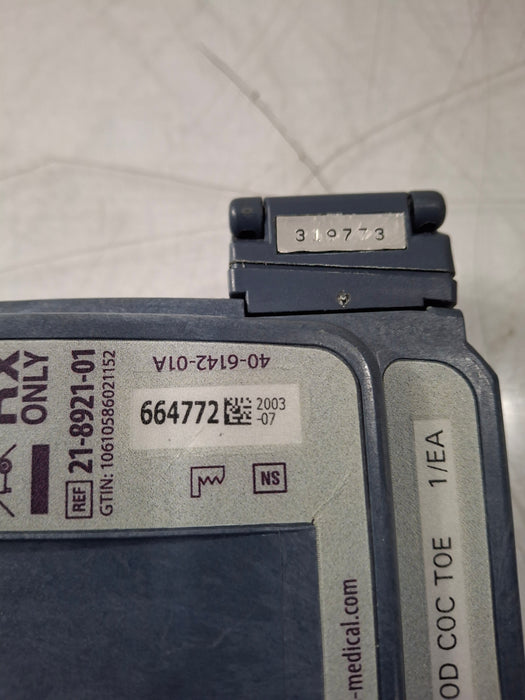 319773
RX
ONLY
REF 21-8921-01
GTIN: 10610586021152
40-6142-01A
664772
2003
-07
NS
-medical.com
OD COC TOE 1/EA